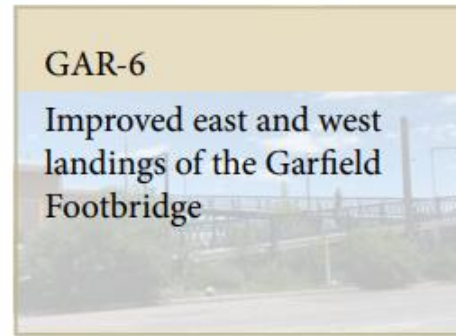 GAR-6
Improved east and west
landings of the Garfield
Footbridge